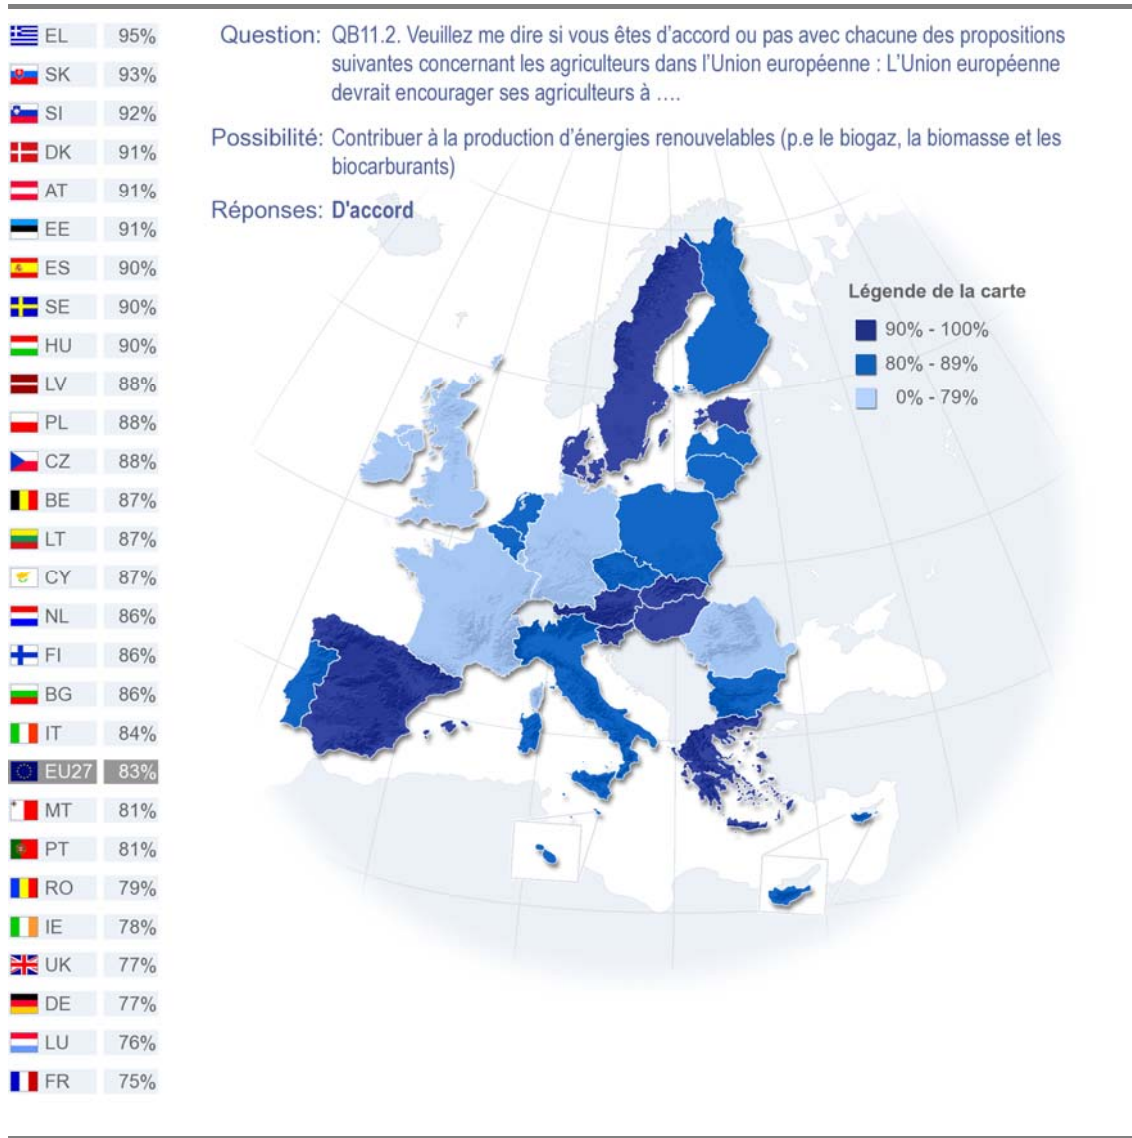 EL 95%
SK 93%
SI 92%
DK 91%
AT 91%
EE 91%
ES 90%
SE 90%
HU 90%
LV 88%
PL 88%
CZ 88%
BE 87%
LT 87%
CY 87%
NL 86%
FI 86%
BG 86%
IT 84%
EU27 83%
MT 81%
PT 81%
RO 79%
IE 78%
UK 77%
DE 77%
LU 76%
FR 75%
Question: QB11.2. Veuillez me dire si vous êtes d'accord ou pas avec chacune des propositions
suivantes concernant les agriculteurs dans l'Union européenne : L'Union européenne
devrait encourager ses agriculteurs à ….
Possibilité: Contribuer à la production d'énergies renouvelables (p.e le biogaz, la biomasse et les
biocarburants)
Réponses: D'accord
Légende de la carte
90% - 100%
80% - 89%
0% - 79%